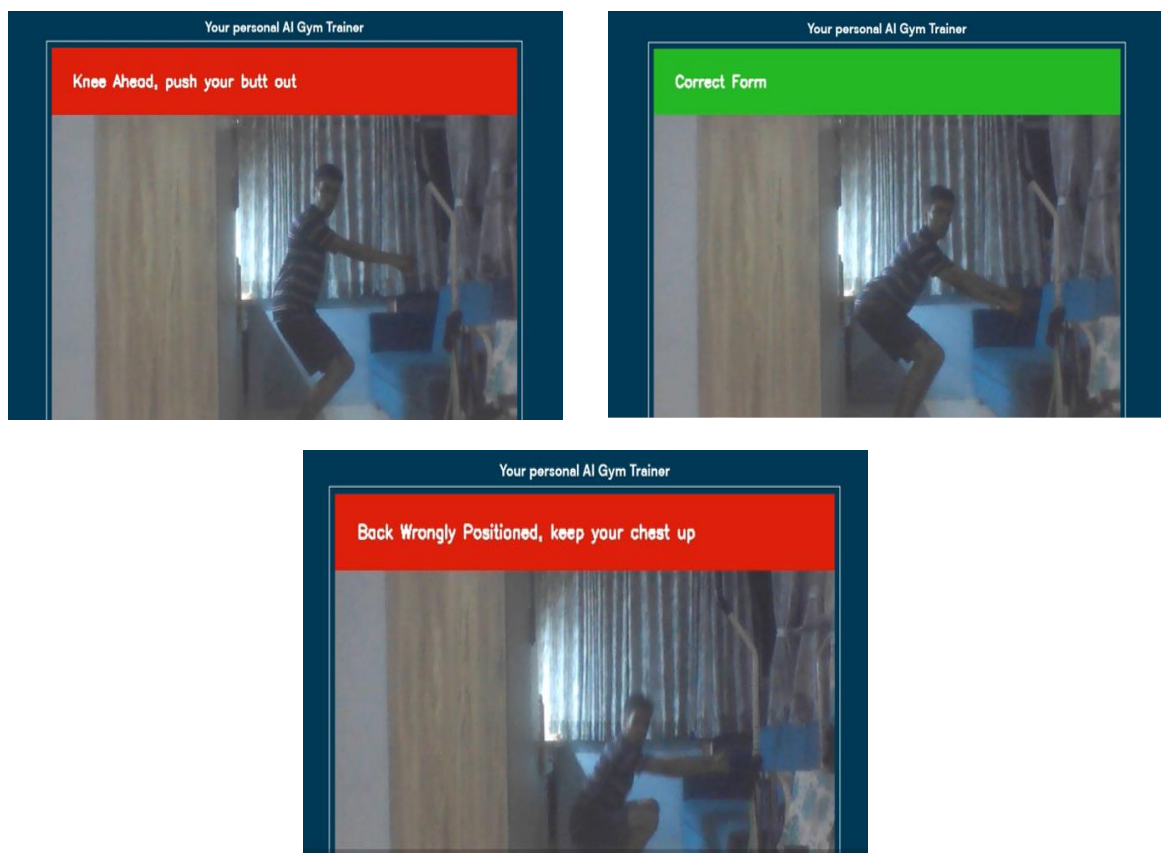 Your personal AI Gym Trainer
Knee Ahead, push your butt out
Your personal AI Gym Trainer
Correct Form
Your personal AI Gym Trainer
Back Wrongly Positioned, keep your chest up